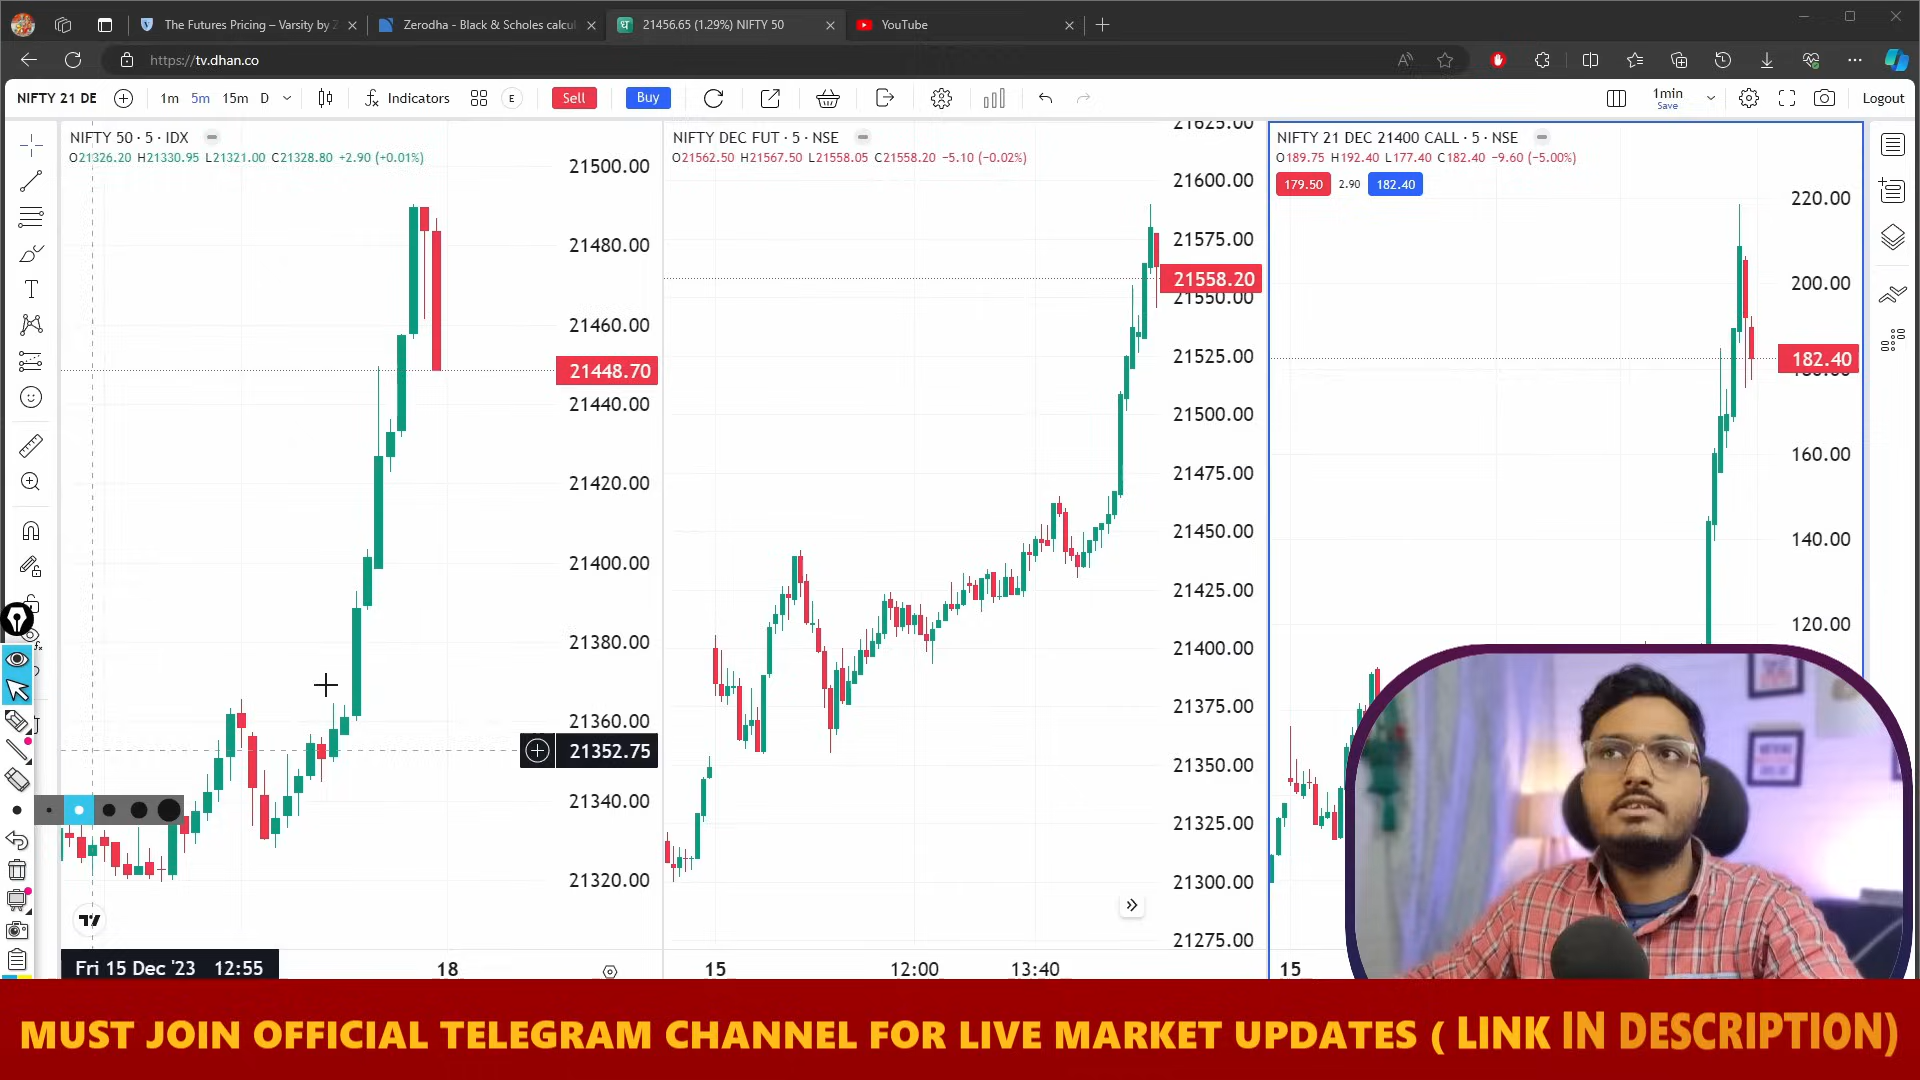 The Futures Pricing – Varsity by Z
Zerodha - Black & Scholes calcul
21456.65 (1.29%) NIFTY 50
YouTube
https://tv.dhan.co
NIFTY 21 DE
1m 5m 15m D
Indicators
E
Sell
Buy
1min
Save
Logout
NIFTY 50 · 5 · IDX
O21326.20 H21330.95 L21321.00 C21328.80 +2.90 (+0.01%)
21500.00
21480.00
21460.00
21448.70
21440.00
21420.00
21400.00
21380.00
21360.00
21352.75
21340.00
21320.00
Fri 15 Dec '23 12:55
18
NIFTY DEC FUT · 5 · NSE
O21562.50 H21567.50 L21558.05 C21558.20 −5.10 (−0.02%)
21625.00
21600.00
21575.00
21558.20
21550.00
21525.00
21500.00
21475.00
21450.00
21425.00
21400.00
21375.00
21350.00
21325.00
21300.00
21275.00
15 12:00 13:40
NIFTY 21 DEC 21400 CALL · 5 · NSE
O189.75 H192.40 L177.40 C182.40 −9.60 (−5.00%)
179.50 2.90 182.40
220.00
200.00
182.40
160.00
140.00
120.00
15
MUST JOIN OFFICIAL TELEGRAM CHANNEL FOR LIVE MARKET UPDATES ( LINK IN DESCRIPTION)